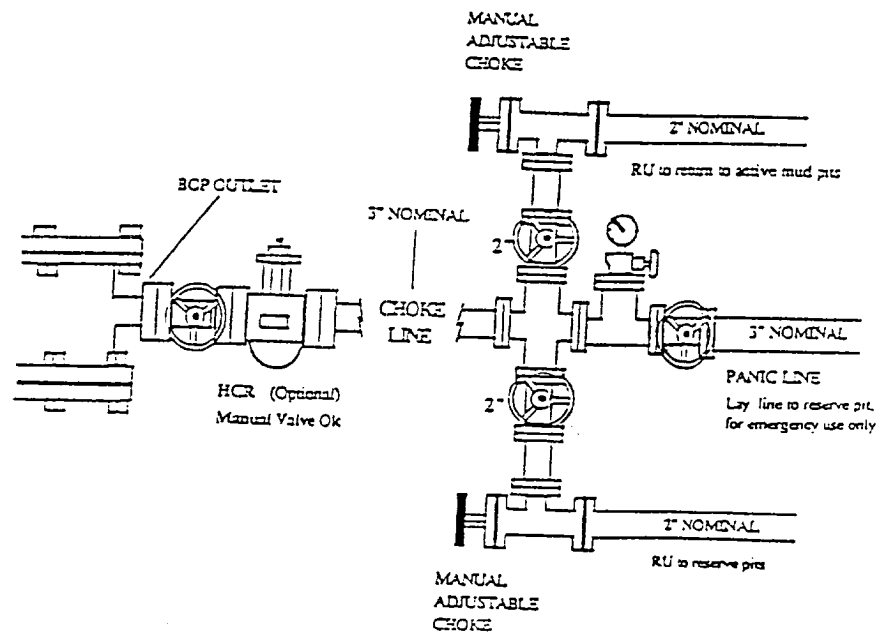 MANUAL
ADJUSTABLE
CHOKE
2" NOMINAL
RU to return to active mud pits
BOP OUTLET
3" NOMINAL
2"
CHOKE
LINE
3" NOMINAL
HCR (Optional)
Manual Valve Ok
PANIC LINE
Lay line to reserve pit,
for emergency use only
2"
2" NOMINAL
RU to reserve pits
MANUAL
ADJUSTABLE
CHOKE